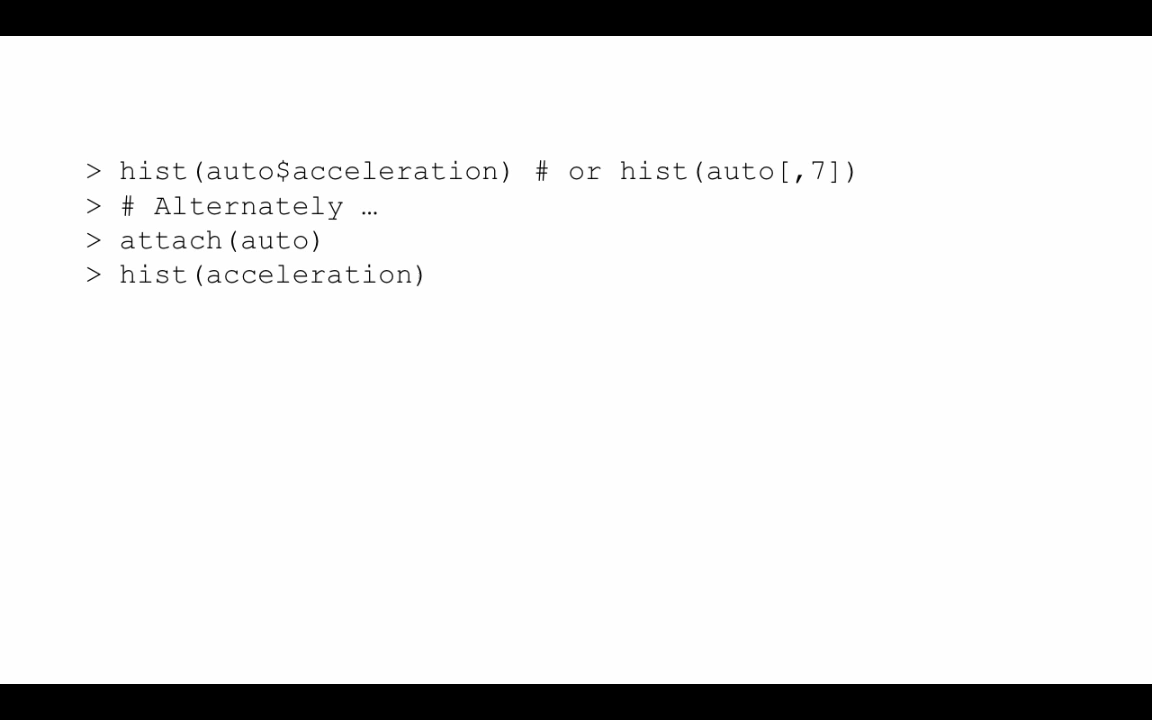 > hist(auto$acceleration) # or hist(auto[,7])
> # Alternately …
> attach(auto)
> hist(acceleration)